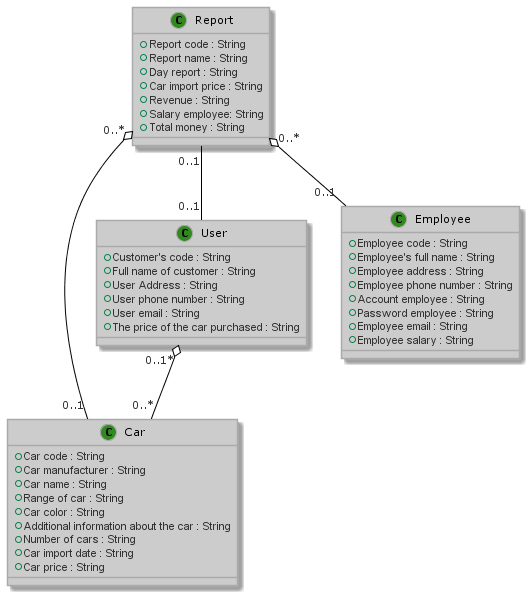 C Report
Report code : String
Report name : String
Day report : String
Car import price : String
Revenue : String
Salary employee: String
Total money : String
0..*
0..*
0..1
0..1
0..1
C User
Customer's code : String
Full name of customer : String
User Address : String
User phone number : String
User email : String
The price of the car purchased : String
C Employee
Employee code : String
Employee's full name : String
Employee address : String
Employee phone number : String
Account employee : String
Password employee : String
Employee email : String
Employee salary : String
0..1*
0..1
0..*
C Car
Car code : String
Car manufacturer : String
Car name : String
Range of car : String
Car color : String
Additional information about the car : String
Number of cars : String
Car import date : String
Car price : String